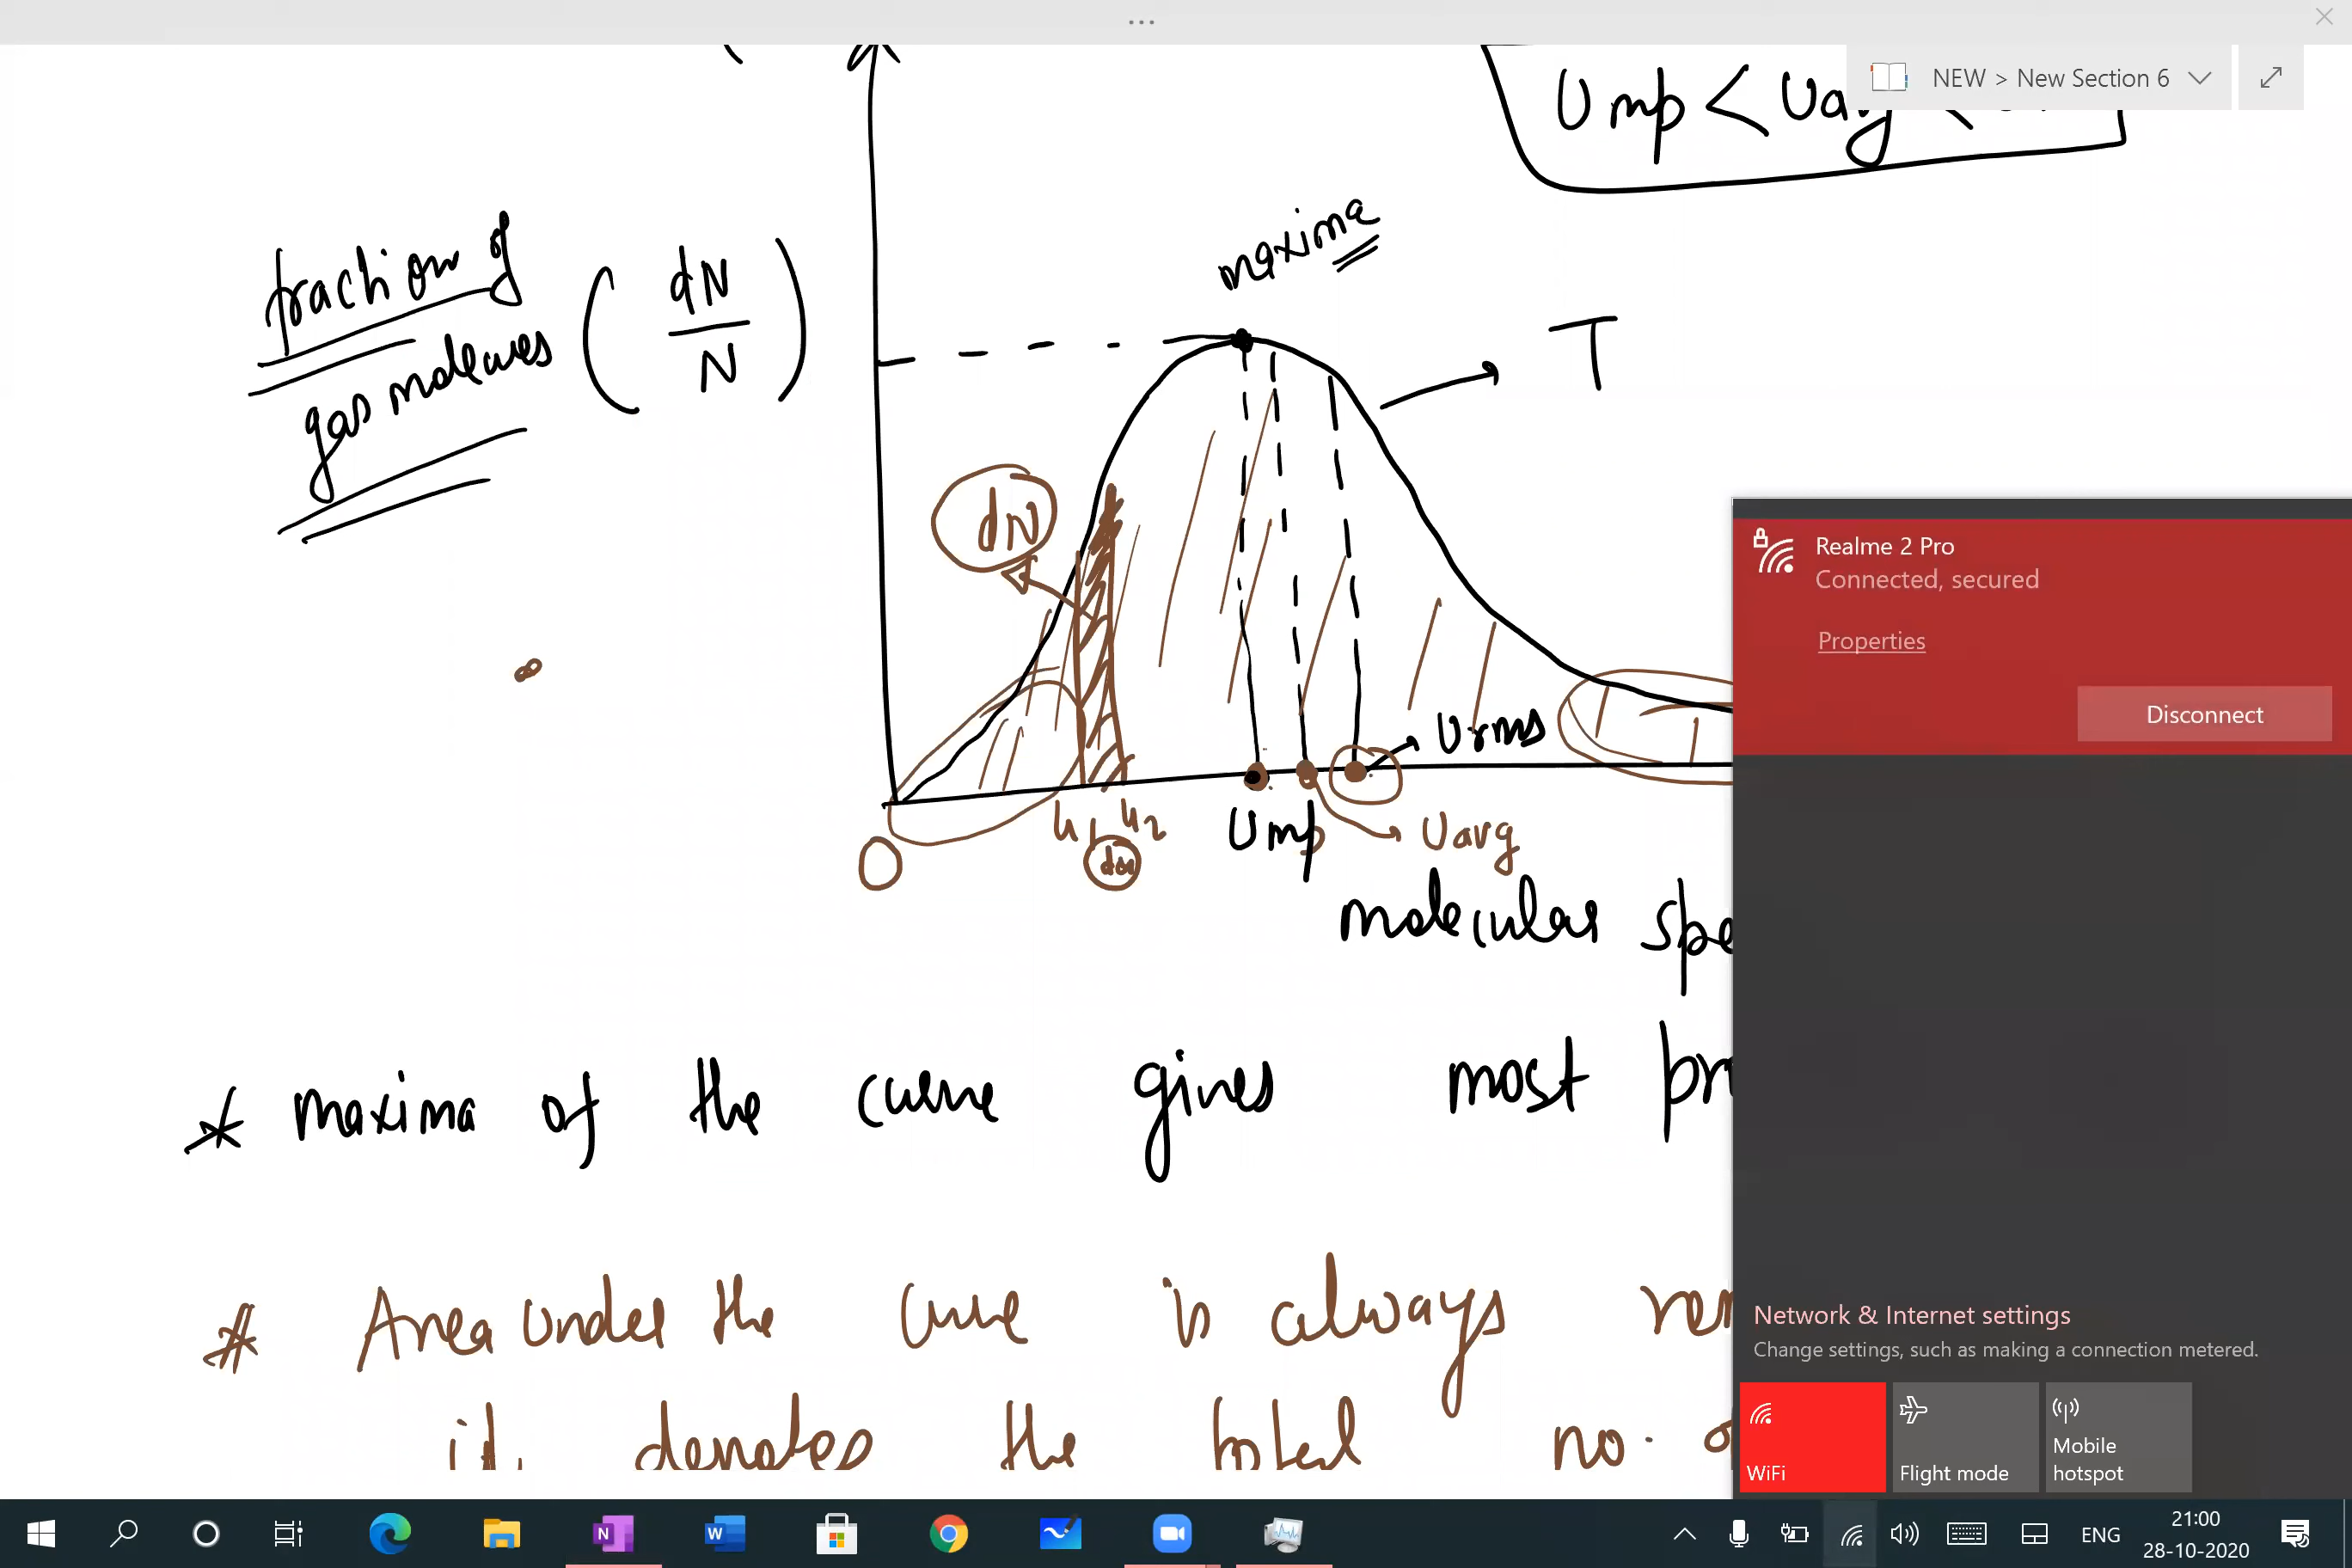 ...
NEW > New Section 6
Ump < Uavg <
maxima
fraction of
gas molecules
( dN
N )
T
dN
Urms
O
u1
u2
Ump
Uavg
molecular spe
* maxima of the curve gives most pr
* Area under the curve is always
it denotes the total no. o
Realme 2 Pro
Connected, secured
Properties
Disconnect
Network & Internet settings
Change settings, such as making a connection metered.
WiFi
Flight mode
Mobile
hotspot
ENG
21:00
28-10-2020